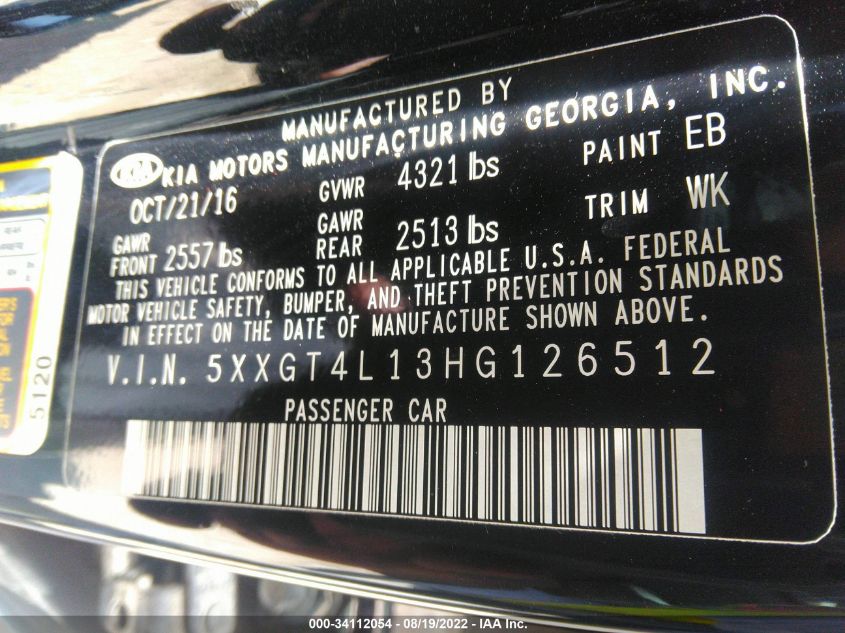 MANUFACTURED BY
KIA KIA MOTORS MANUFACTURING GEORGIA, INC.
OCT/21/16 GVWR 4321 lbs PAINT EB
GAWR FRONT 2557 lbs GAWR REAR 2513 lbs TRIM WK
THIS VEHICLE CONFORMS TO ALL APPLICABLE U.S.A. FEDERAL
MOTOR VEHICLE SAFETY, BUMPER, AND THEFT PREVENTION STANDARDS
IN EFFECT ON THE DATE OF MANUFACTURE SHOWN ABOVE.
V.I.N. 5XXGT4L13HG126512
PASSENGER CAR
5120
000-34112054 - 08/19/2022 - IAA Inc.